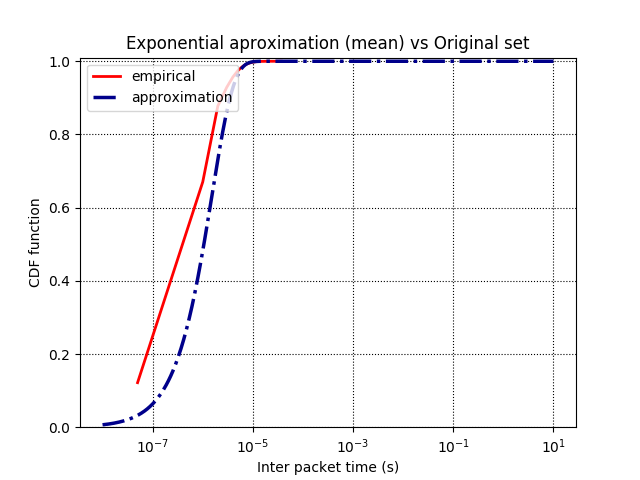 Exponential aproximation (mean) vs Original set
empirical
approximation
CDF function
1.0
0.8
0.6
0.4
0.2
0.0
10⁻⁷ 10⁻⁵ 10⁻³ 10⁻¹ 10¹
Inter packet time (s)